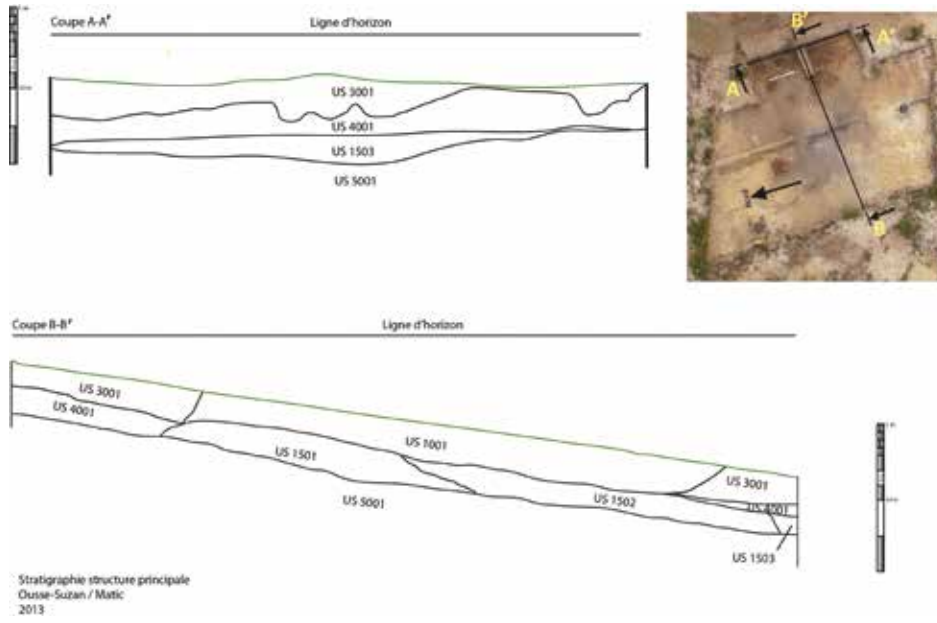 Coupe A-A'
Ligne d'horizon
US 3001
US 4001
US 1503
US 5001
B'
A'
A
B
Coupe B-B'
Ligne d'horizon
US 3001
US 4001
US 1001
US 1501
US 3001
US 5001
US 1502
US 4001
US 1503
Stratigraphie structure principale
Ousse-Suzan / Matic
2013